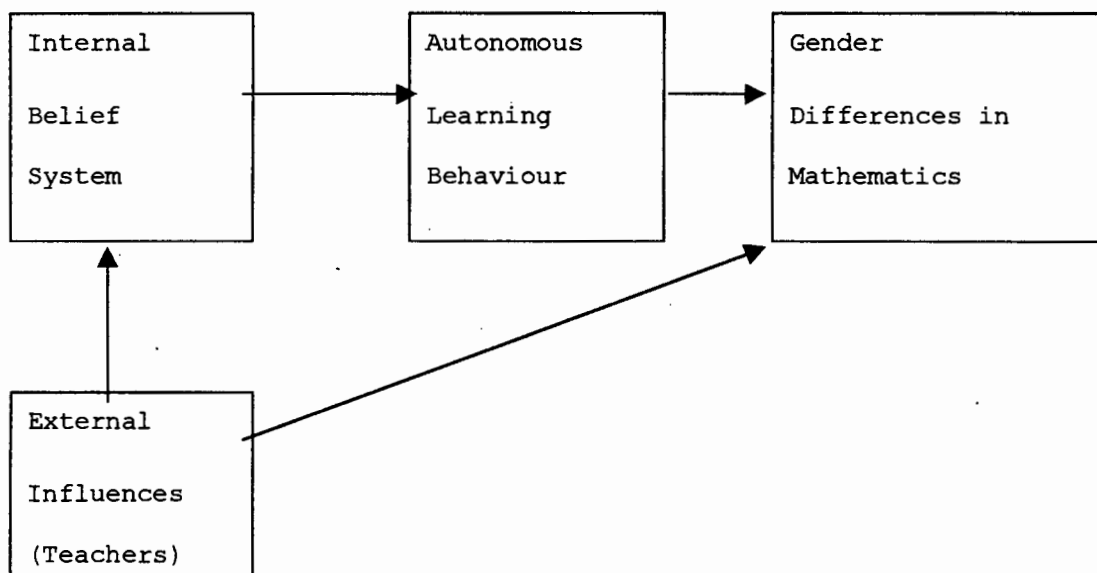 Internal
Belief
System
Autonomous
Learning
Behaviour
Gender
Differences in
Mathematics
External
Influences
(Teachers)